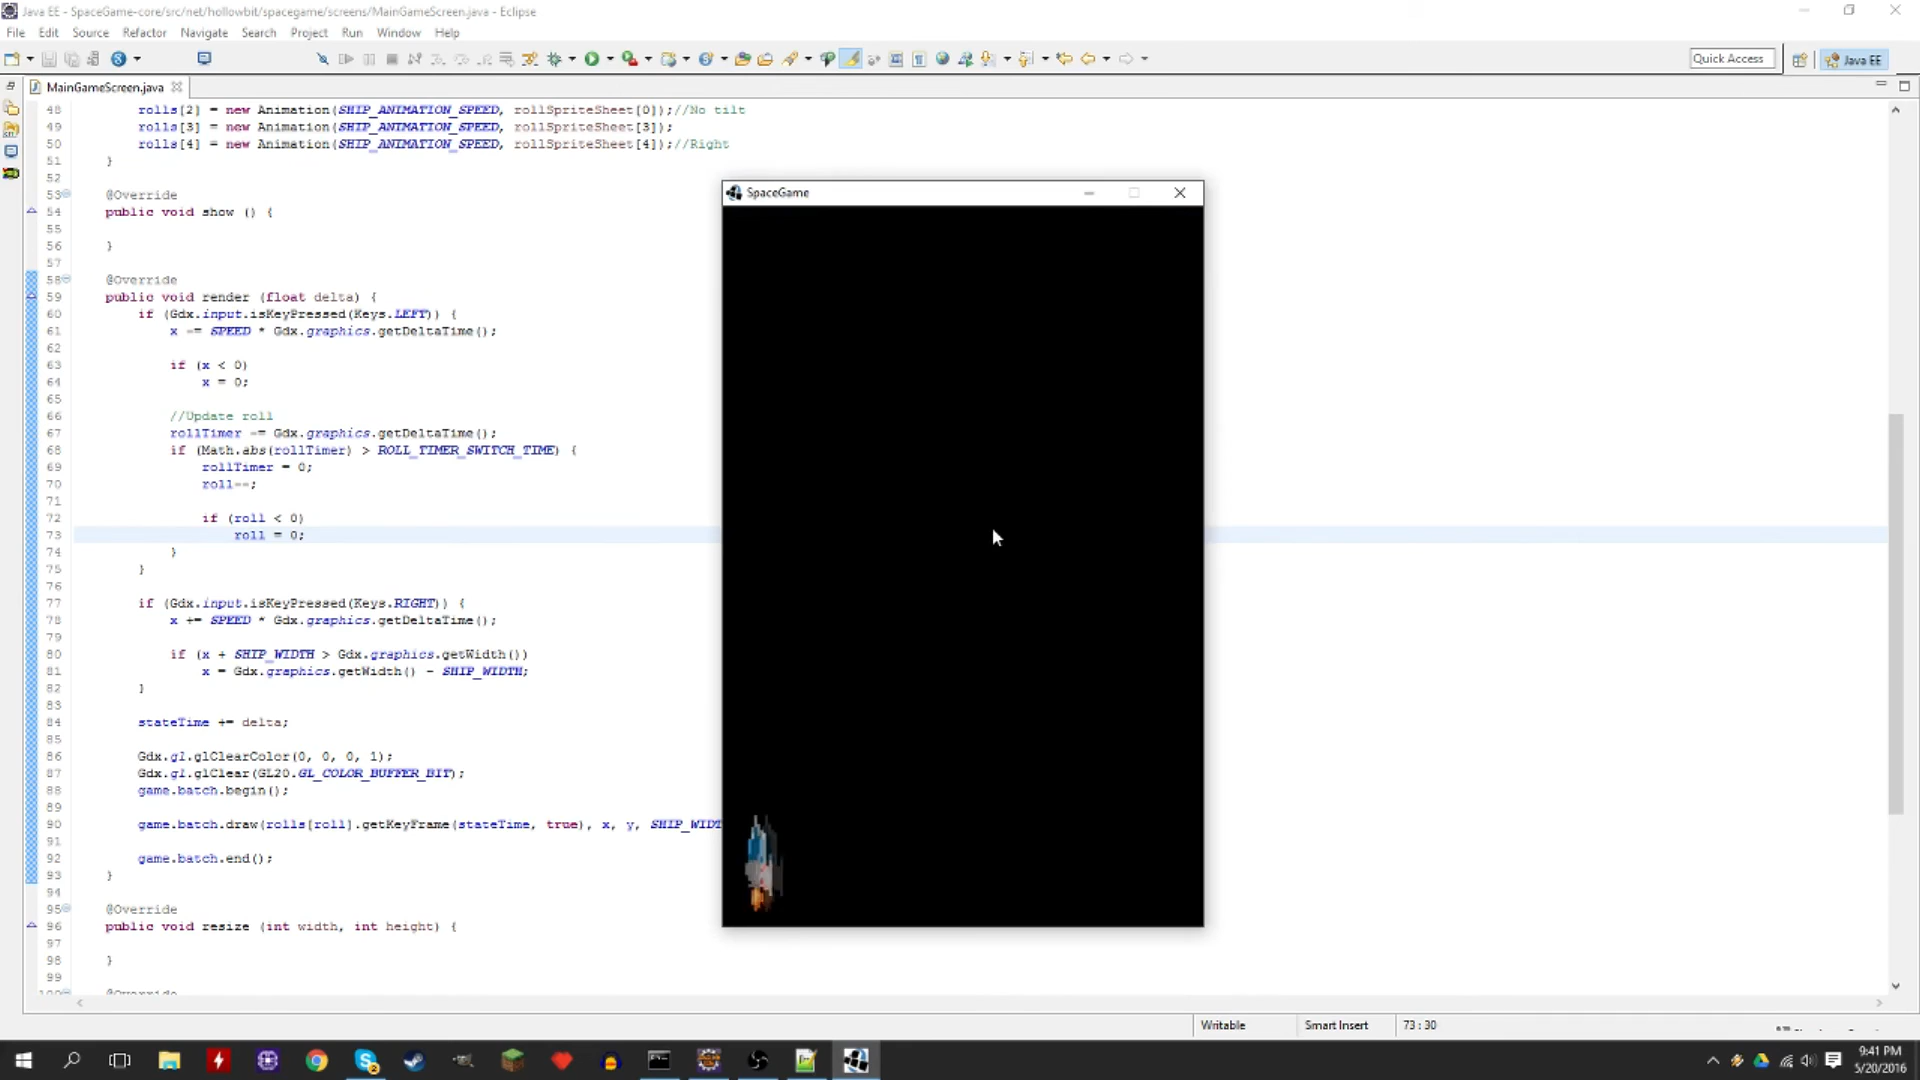 Java EE - SpaceGame-core/src/net/hollowbit/spacegame/screens/MainGameScreen.java - Eclipse
File Edit Source Refactor Navigate Search Project Run Window Help
Quick Access Java EE
MainGameScreen.java
48 rolls[2] = new Animation(SHIP_ANIMATION_SPEED, rollSpriteSheet[0]);//No tilt
49 rolls[3] = new Animation(SHIP_ANIMATION_SPEED, rollSpriteSheet[3]);
50 rolls[4] = new Animation(SHIP_ANIMATION_SPEED, rollSpriteSheet[4]);//Right
51 }
52
53 @Override
54 public void show () {
55
56 }
57
58 @Override
59 public void render (float delta) {
60 if (Gdx.input.isKeyPressed(Keys.LEFT)) {
61 x -= SPEED * Gdx.graphics.getDeltaTime();
62
63 if (x < 0)
64 x = 0;
65
66 //Update roll
67 rollTimer -= Gdx.graphics.getDeltaTime();
68 if (Math.abs(rollTimer) > ROLL_TIMER_SWITCH_TIME) {
69 rollTimer = 0;
70 roll--;
71
72 if (roll < 0)
73 roll = 0;
74 }
75 }
76
77 if (Gdx.input.isKeyPressed(Keys.RIGHT)) {
78 x += SPEED * Gdx.graphics.getDeltaTime();
79
80 if (x + SHIP_WIDTH > Gdx.graphics.getWidth())
81 x = Gdx.graphics.getWidth() - SHIP_WIDTH;
82 }
83
84 stateTime += delta;
85
86 Gdx.gl.glClearColor(0, 0, 0, 1);
87 Gdx.gl.glClear(GL20.GL_COLOR_BUFFER_BIT);
88 game.batch.begin();
89
90 game.batch.draw(rolls[roll].getKeyFrame(stateTime, true), x, y, SHIP_WIDT
91
92 game.batch.end();
93 }
94
95 @Override
96 public void resize (int width, int height) {
97
98 }
99
@Override
SpaceGame
Writable Smart Insert 73 : 30
9:41 PM
5/20/2016